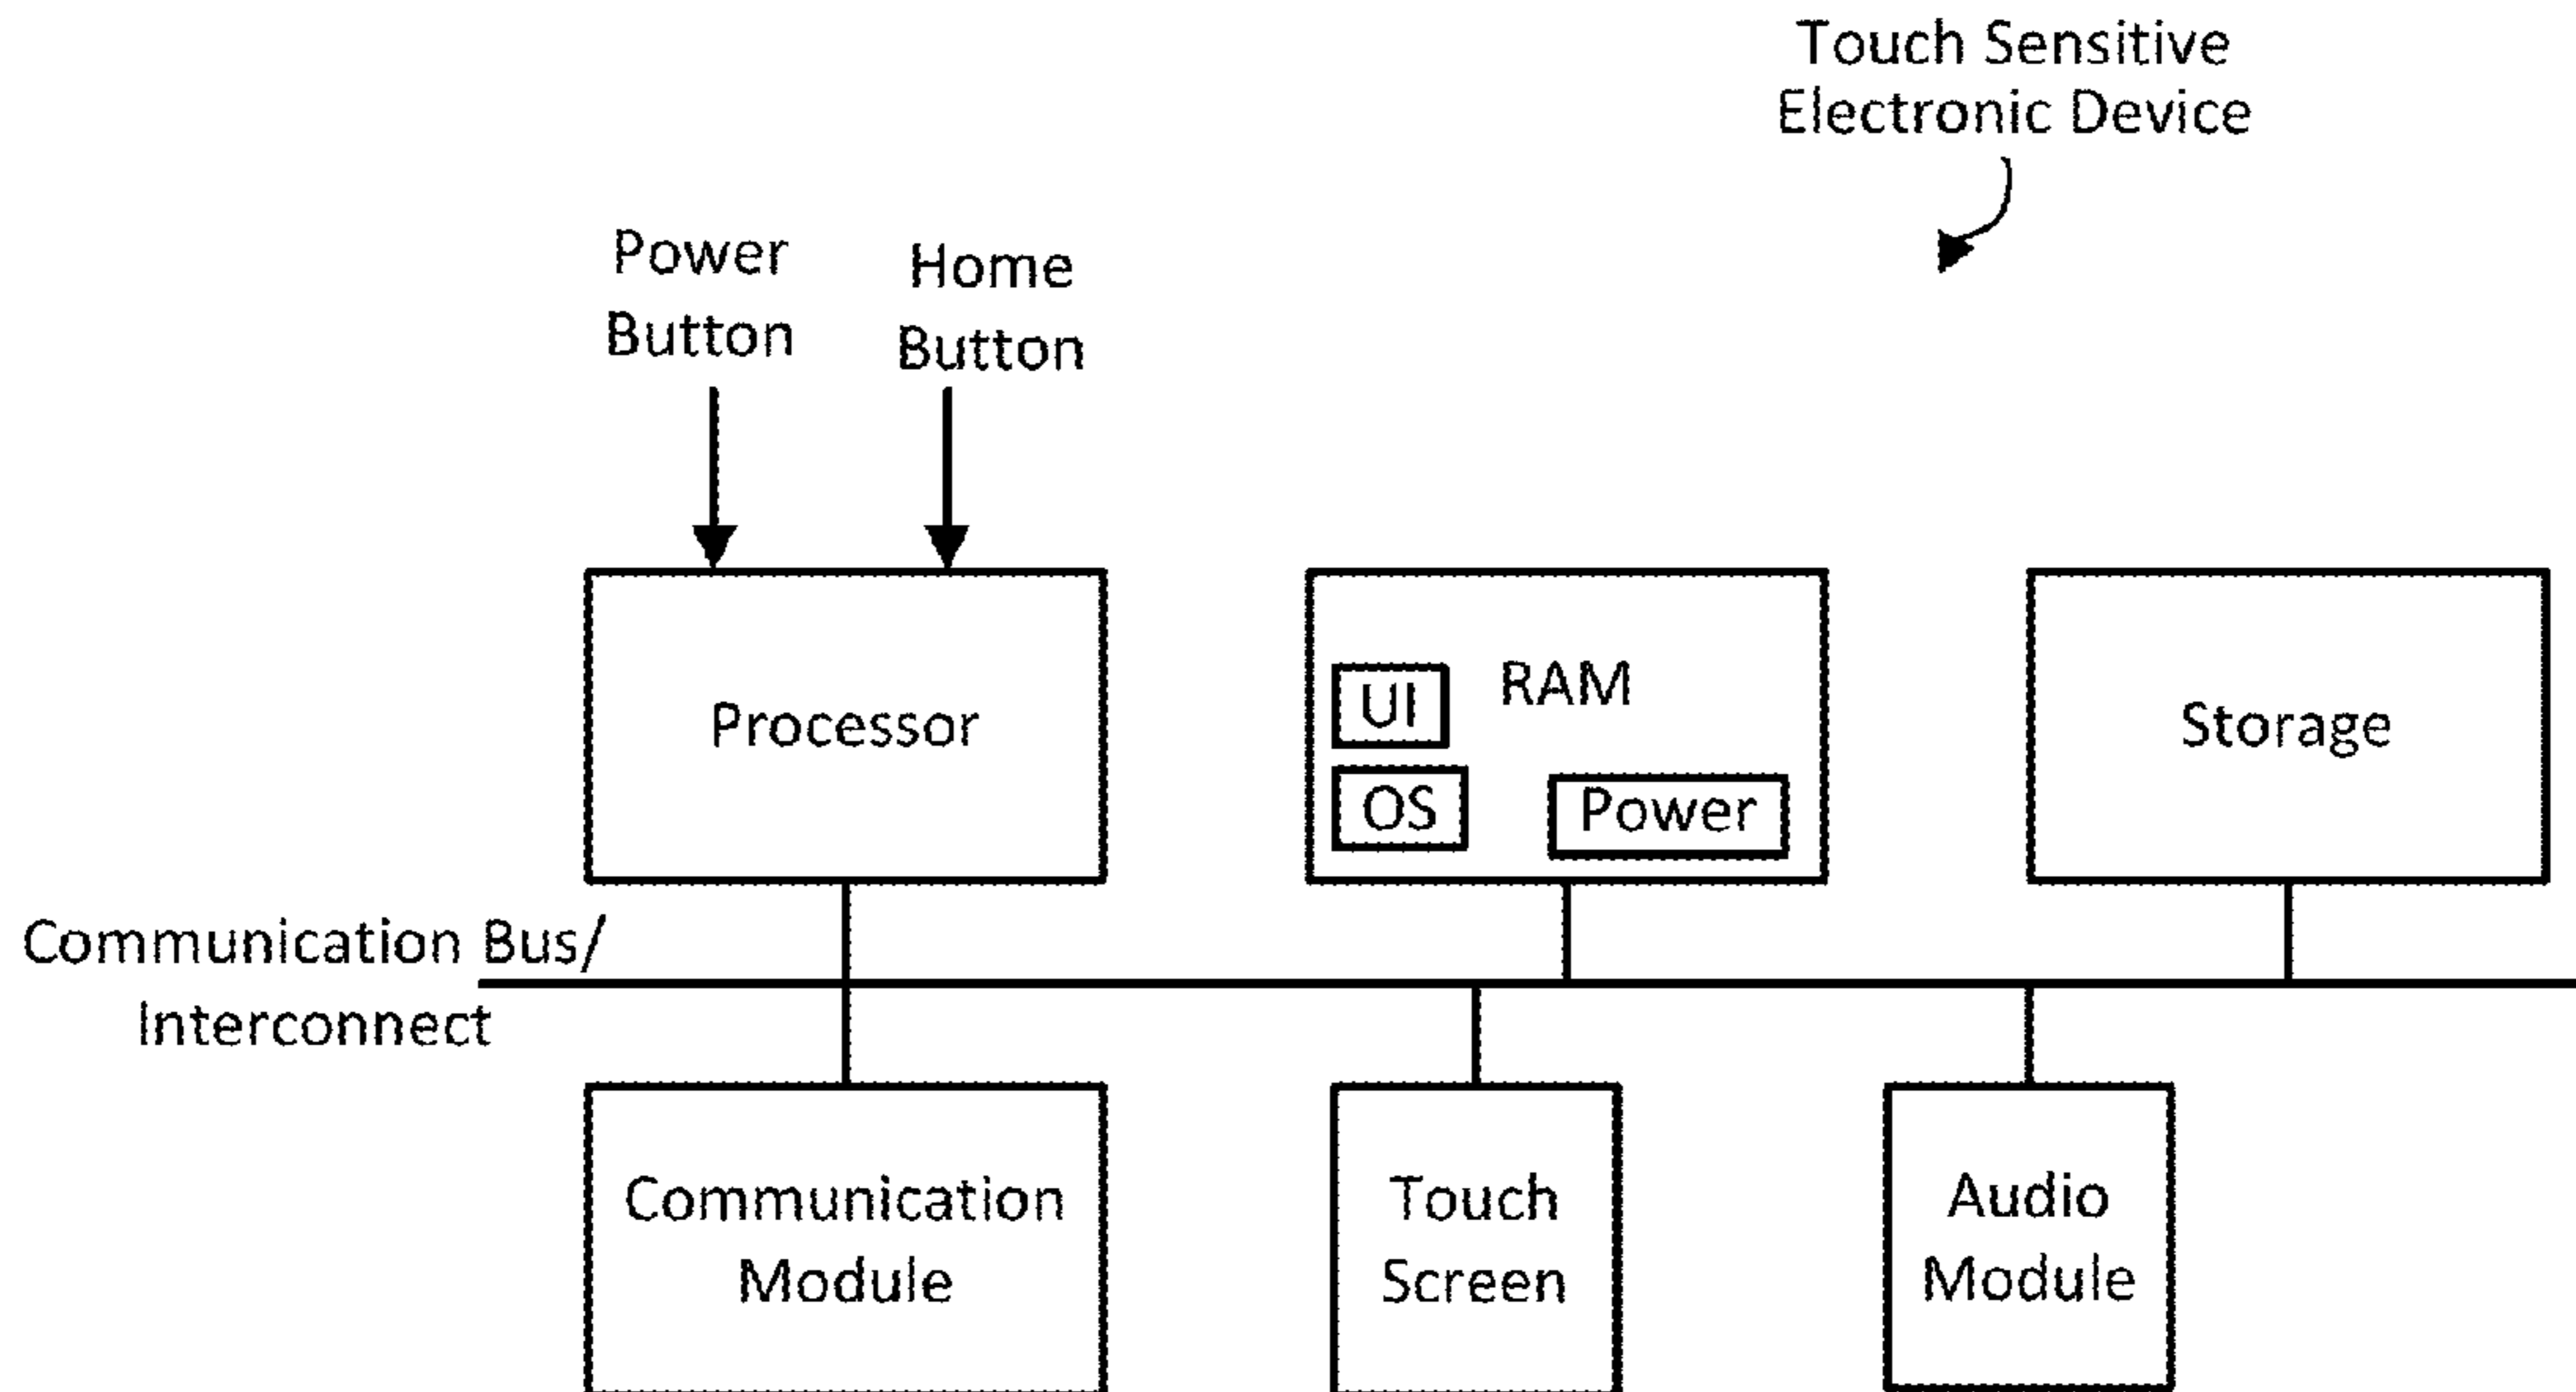 Touch Sensitive
Electronic Device
Power
Button
Home
Button
Processor
UI
RAM
OS
Power
Storage
Communication Bus/
Interconnect
Communication
Module
Touch
Screen
Audio
Module